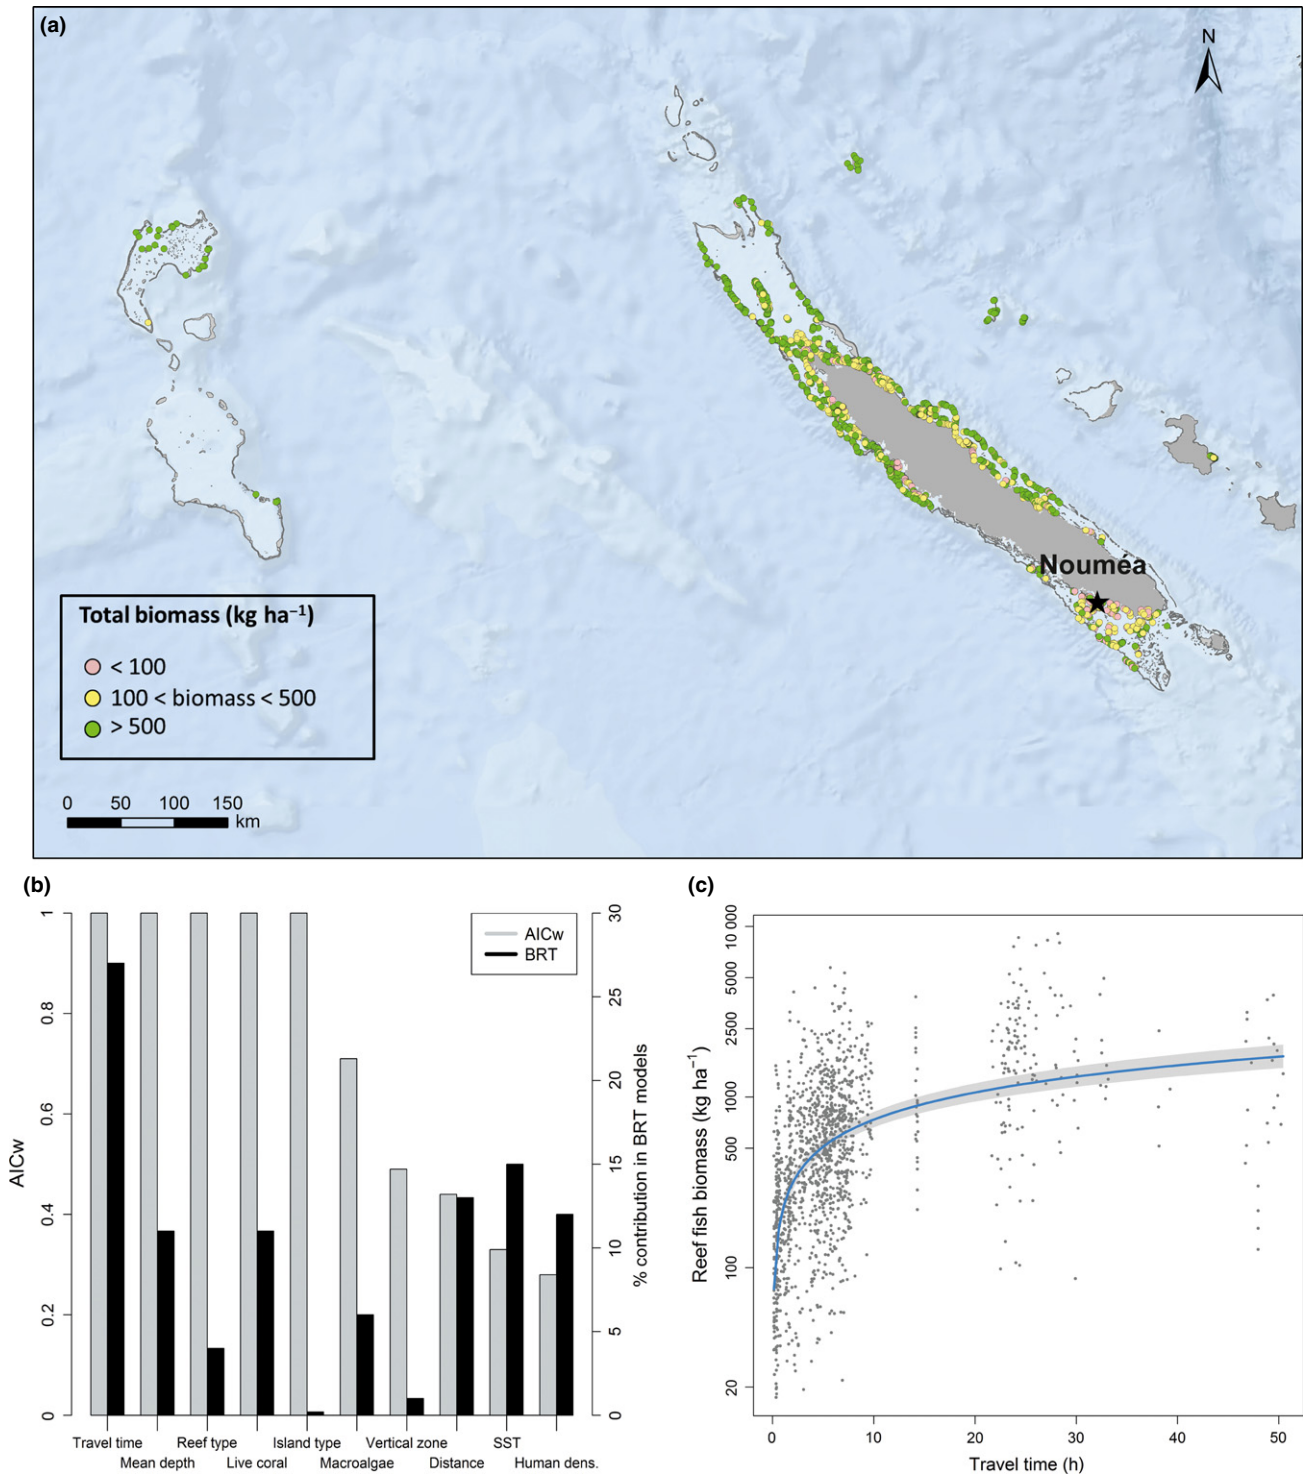 (a)
N
Nouméa
Total biomass (kg ha⁻¹)
< 100
100 < biomass < 500
> 500
0 50 100 150
km
(b)
AICw
0 0.2 0.4 0.6 0.8 1
AICw
BRT
0 5 10 15 20 25 30
% contribution in BRT models
Travel time Reef type Island type Vertical zone SST
Mean depth Live coral Macroalgae Distance Human dens.
(c)
Reef fish biomass (kg ha⁻¹)
20 100 500 1000 2500 5000 10 000
0 10 20 30 40 50
Travel time (h)